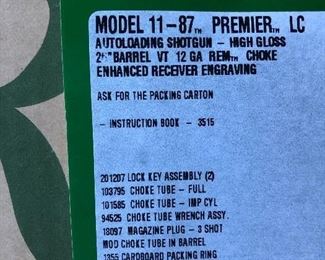 MODEL 11-87™ PREMIER™ LC
AUTOLOADING SHOTGUN - HIGH GLOSS
BARREL VT 12 GA REM™ CHOKE
ENHANCED RECEIVER ENGRAVING
ASK FOR THE PACKING CARTON
- INSTRUCTION BOOK - 3515
201207 LOCK KEY ASSEMBLY (2)
103795 CHOKE TUBE - FULL
101585 CHOKE TUBE - IMP CYL
94525 CHOKE TUBE WRENCH ASSY.
18097 MAGAZINE PLUG - 3 SHOT
MOD CHOKE TUBE IN BARREL
1355 CARDBOARD PACKING RING